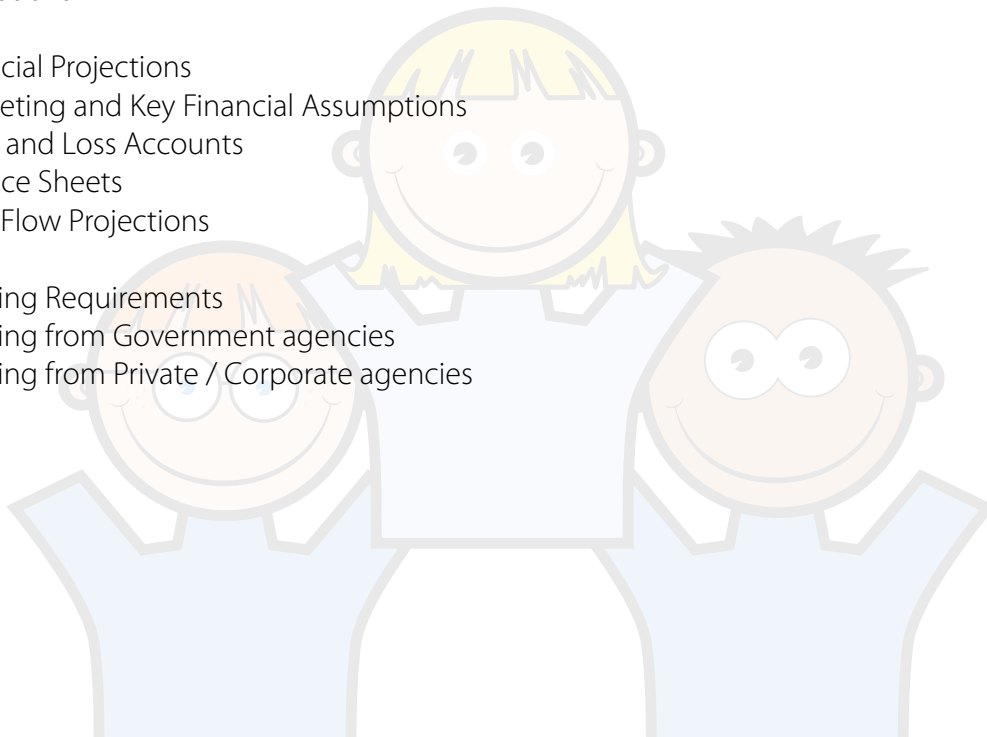 cial Projections
eting and Key Financial Assumptions
and Loss Accounts
ce Sheets
Flow Projections
ing Requirements
ing from Government agencies
ing from Private / Corporate agencies